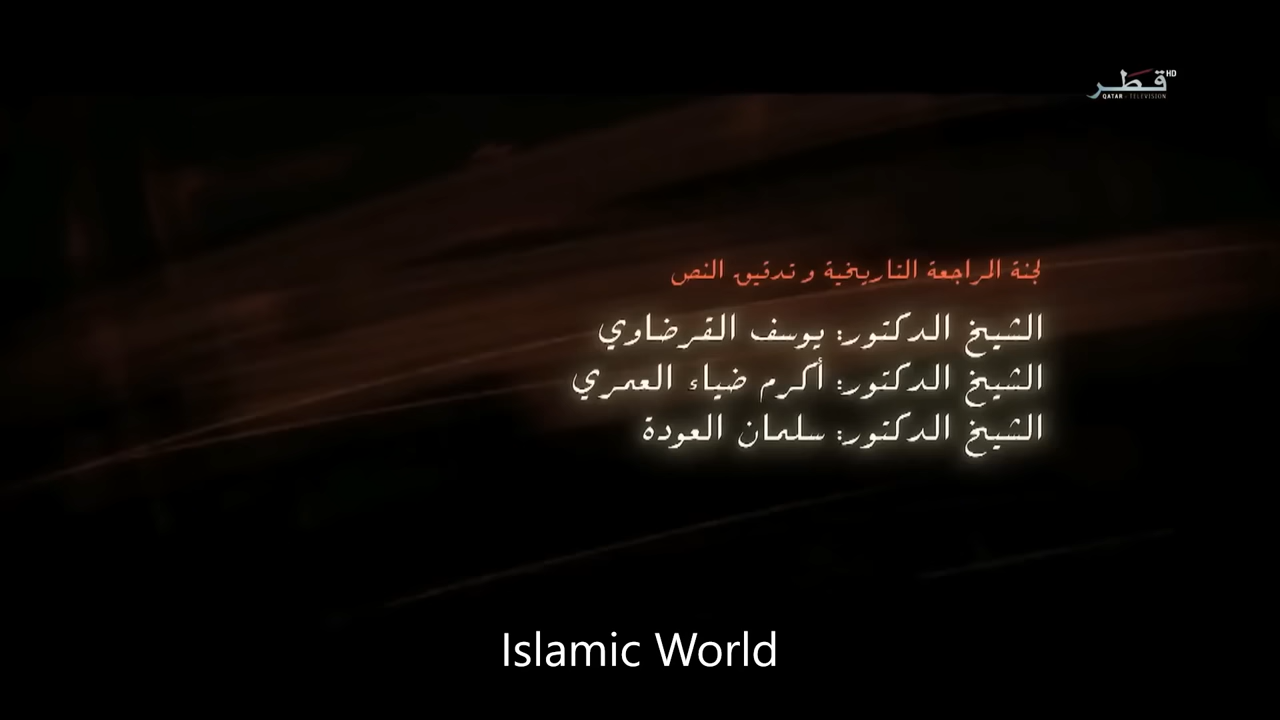 قطر HD
QATAR TELEVISION
لجنة المراجعة التاريخية و تدقيق النص
الشيخ الدكتور: يوسف القرضاوي
الشيخ الدكتور: أكرم ضياء العمري
الشيخ الدكتور: سلمان العودة
Islamic World